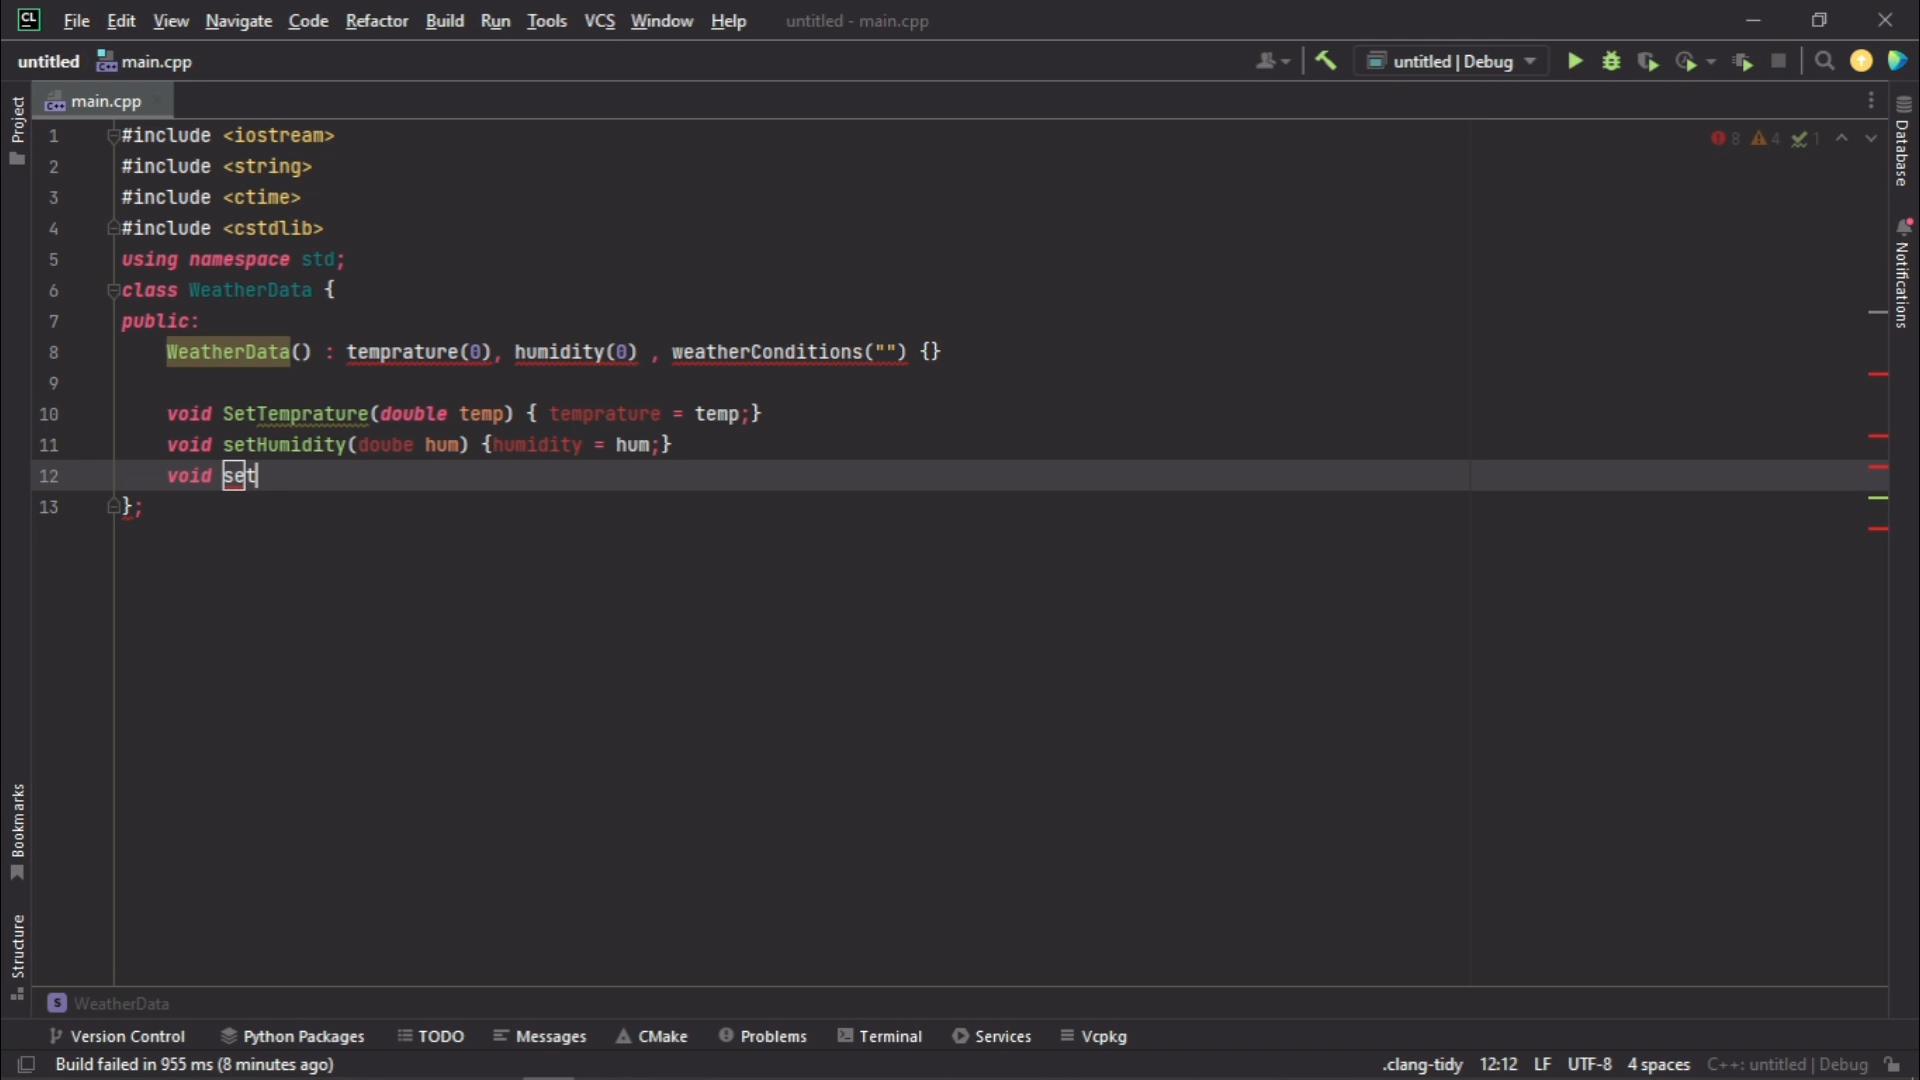 CL File Edit View Navigate Code Refactor Build Run Tools VCS Window Help untitled - main.cpp
untitled main.cpp untitled | Debug
main.cpp
Project
Database
Notifications
8 4 1
1 #include <iostream>
2 #include <string>
3 #include <ctime>
4 #include <cstdlib>
5 using namespace std;
6 class WeatherData {
7 public:
8 WeatherData() : temprature(0), humidity(0) , weatherConditions("") {}
9
10 void SetTemprature(double temp) { temprature = temp;}
11 void setHumidity(doube hum) {humidity = hum;}
12 void set
13 };
Bookmarks
Structure
S WeatherData
Version Control Python Packages TODO Messages CMake Problems Terminal Services Vcpkg
Build failed in 955 ms (8 minutes ago) .clang-tidy 12:12 LF UTF-8 4 spaces C++: untitled | Debug